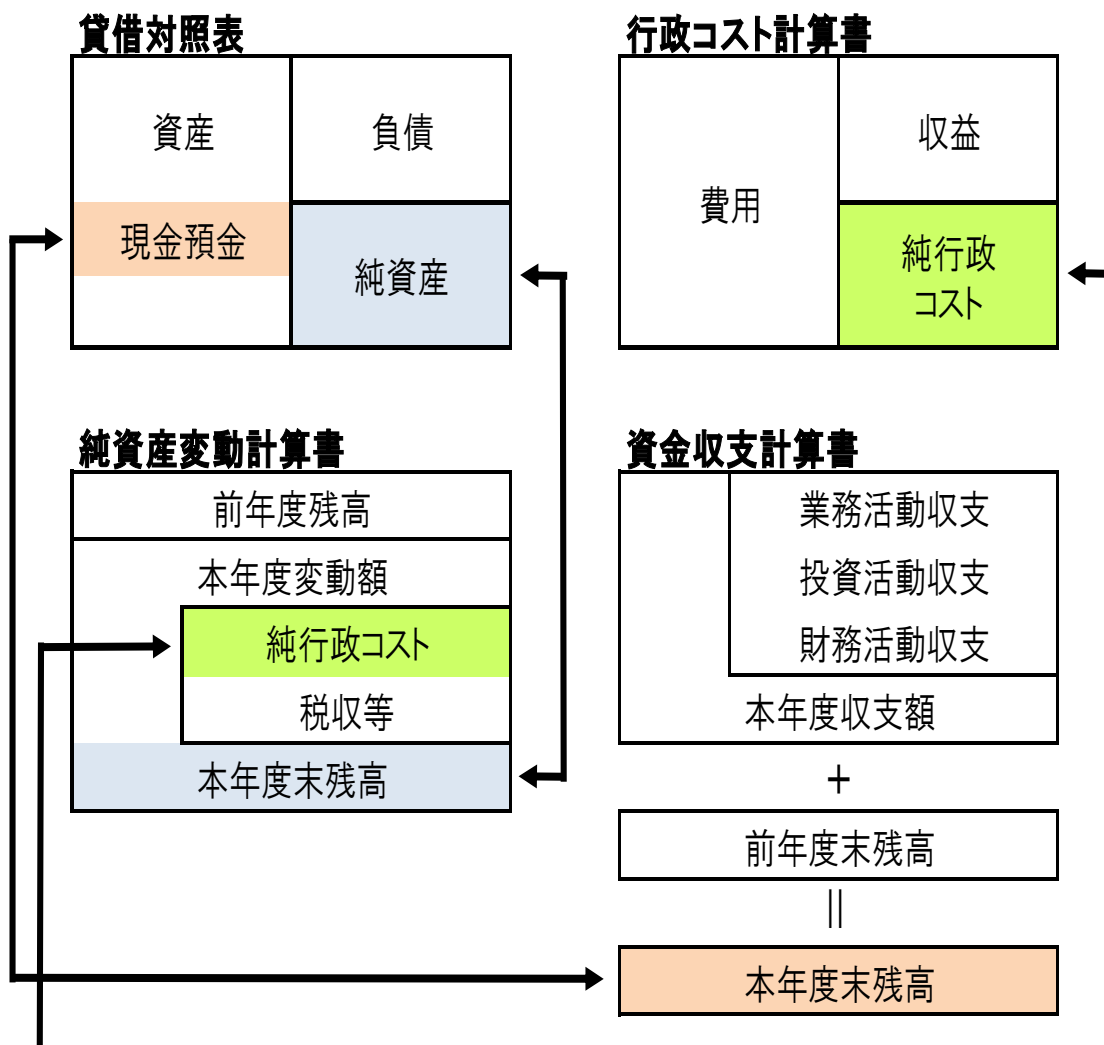 貸借対照表
資産
負債
現金預金
純資産
行政コスト計算書
費用
収益
純行政
コスト
純資産変動計算書
前年度残高
本年度変動額
純行政コスト
税収等
本年度末残高
資金収支計算書
業務活動収支
投資活動収支
財務活動収支
本年度収支額
＋
前年度末残高
||
本年度末残高